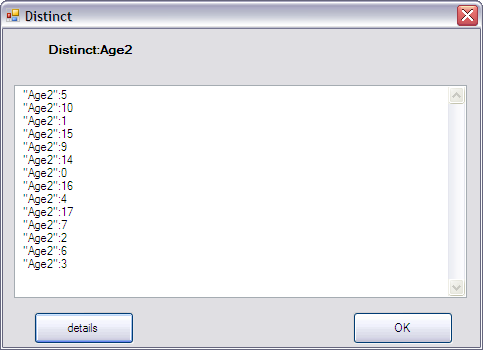 Distinct
Distinct:Age2
"Age2":5
"Age2":10
"Age2":1
"Age2":15
"Age2":9
"Age2":14
"Age2":0
"Age2":16
"Age2":4
"Age2":17
"Age2":7
"Age2":2
"Age2":6
"Age2":3
details
OK